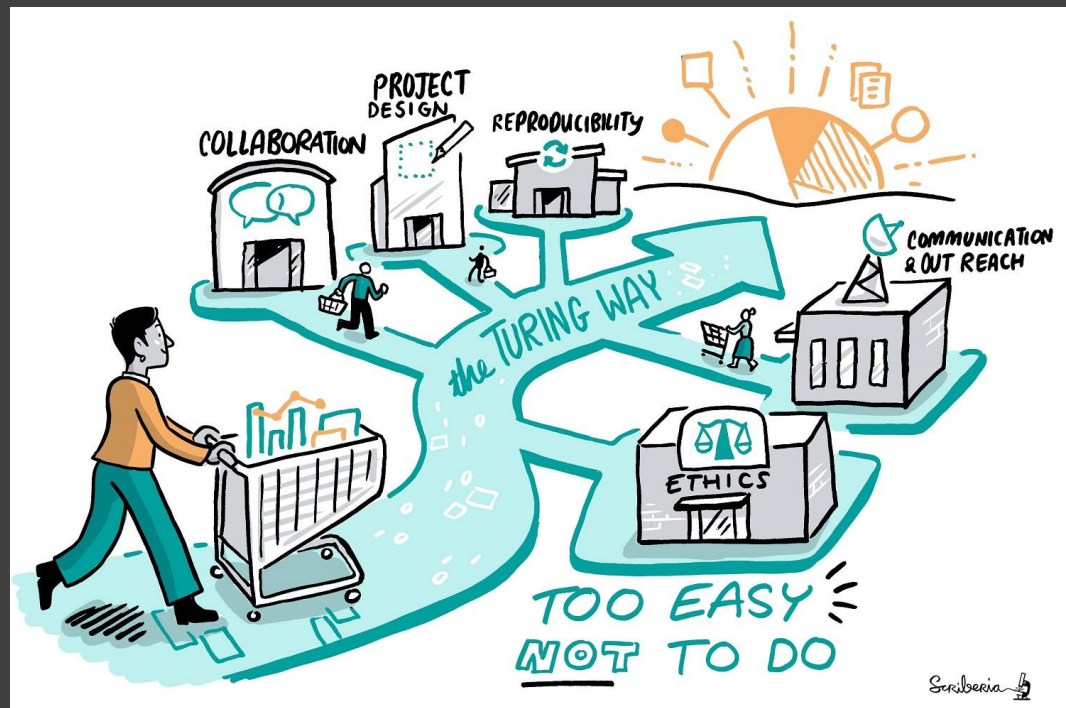 PROJECT
DESIGN
COLLABORATION
REPRODUCIBILITY
COMMUNICATION
& OUT REACH
the TURING WAY
ETHICS
TOO EASY
NOT TO DO
Scriberia